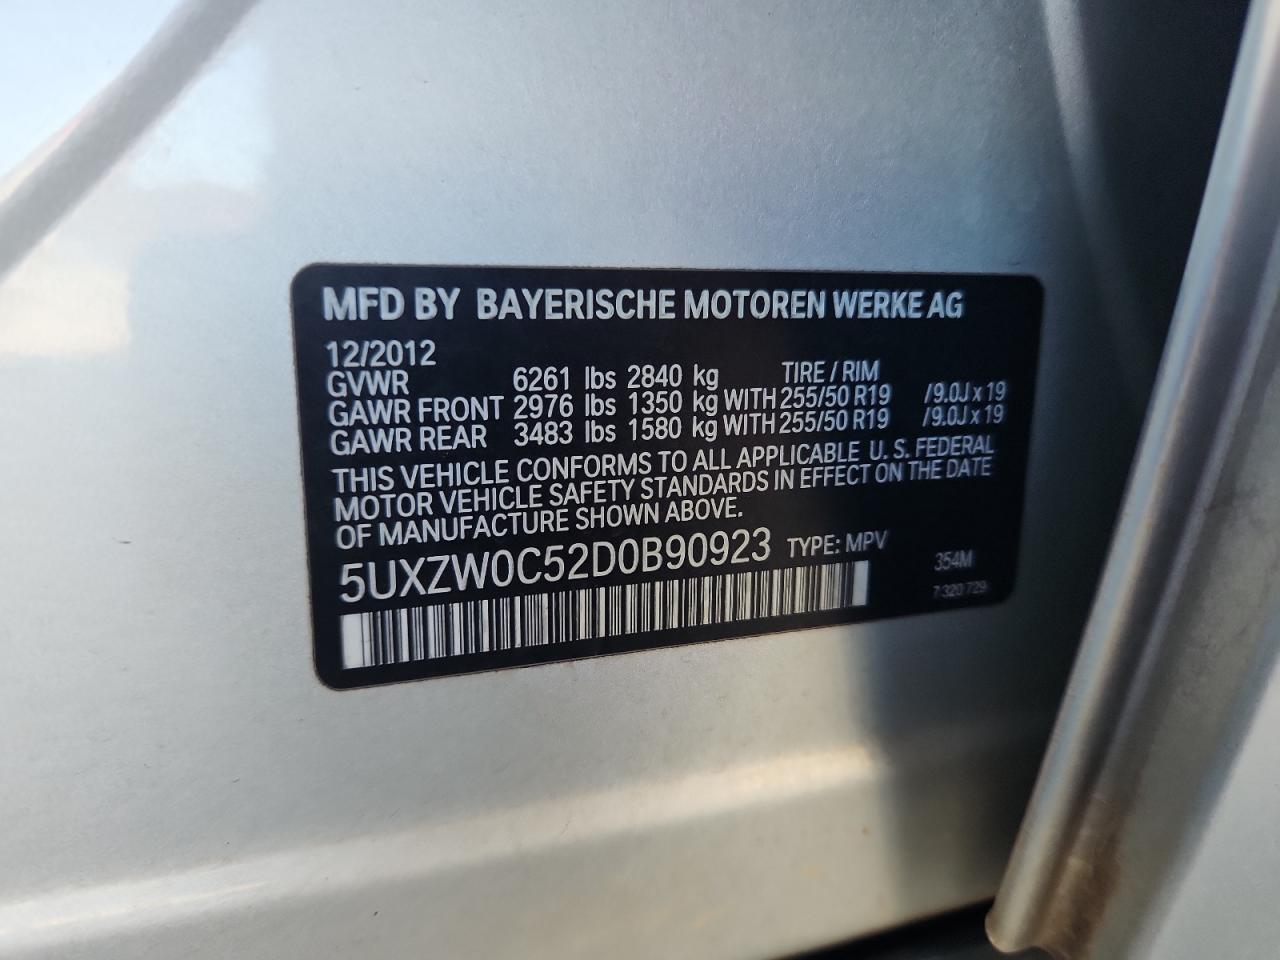 MFD BY BAYERISCHE MOTOREN WERKE AG
12/2012
GVWR 6261 lbs 2840 kg TIRE / RIM
GAWR FRONT 2976 lbs 1350 kg WITH 255/50 R19 /9.0J x 19
GAWR REAR 3483 lbs 1580 kg WITH 255/50 R19 /9.0J x 19
THIS VEHICLE CONFORMS TO ALL APPLICABLE U. S. FEDERAL
MOTOR VEHICLE SAFETY STANDARDS IN EFFECT ON THE DATE
OF MANUFACTURE SHOWN ABOVE.
5UXZW0C52D0B90923 TYPE: MPV 354M
7 320 729